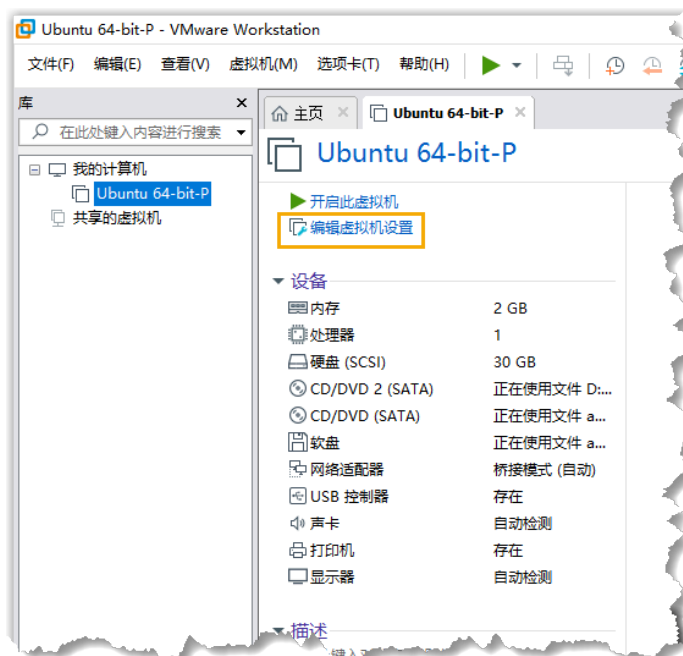 Ubuntu 64-bit-P - VMware Workstation
文件(F) 编辑(E) 查看(V) 虚拟机(M) 选项卡(T) 帮助(H)
库
在此处键入内容进行搜索
我的计算机
Ubuntu 64-bit-P
共享的虚拟机
主页 Ubuntu 64-bit-P
Ubuntu 64-bit-P
开启此虚拟机
编辑虚拟机设置
设备
内存 2 GB
处理器 1
硬盘 (SCSI) 30 GB
CD/DVD 2 (SATA) 正在使用文件 D:...
CD/DVD (SATA) 正在使用文件 a...
软盘 正在使用文件 a...
网络适配器 桥接模式 (自动)
USB 控制器 存在
声卡 自动检测
打印机 存在
显示器 自动检测
描述